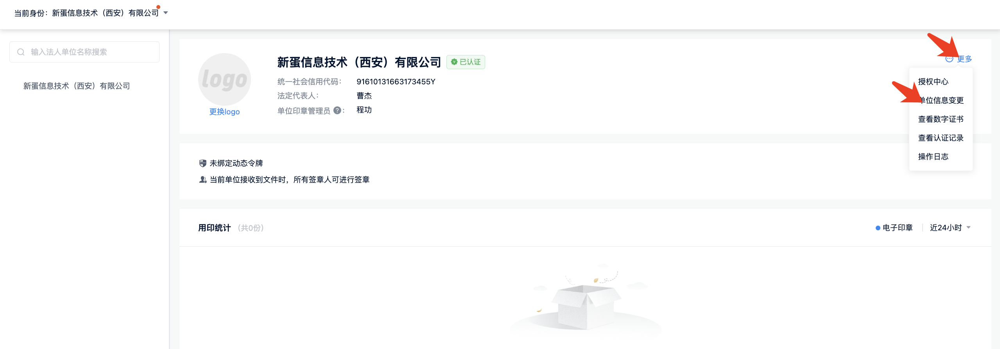 当前身份：新蛋信息技术（西安）有限公司
输入法人单位名称搜索
新蛋信息技术（西安）有限公司
logo
更换logo
新蛋信息技术（西安）有限公司
已认证
统一社会信用代码： 91610131663173455Y
法定代表人： 曹杰
单位印章管理员 ?： 程功
更多
授权中心
单位信息变更
查看数字证书
查看认证记录
操作日志
未绑定动态令牌
当前单位接收到文件时，所有签章人可进行签章
用印统计 （共0份）
电子印章
近24小时